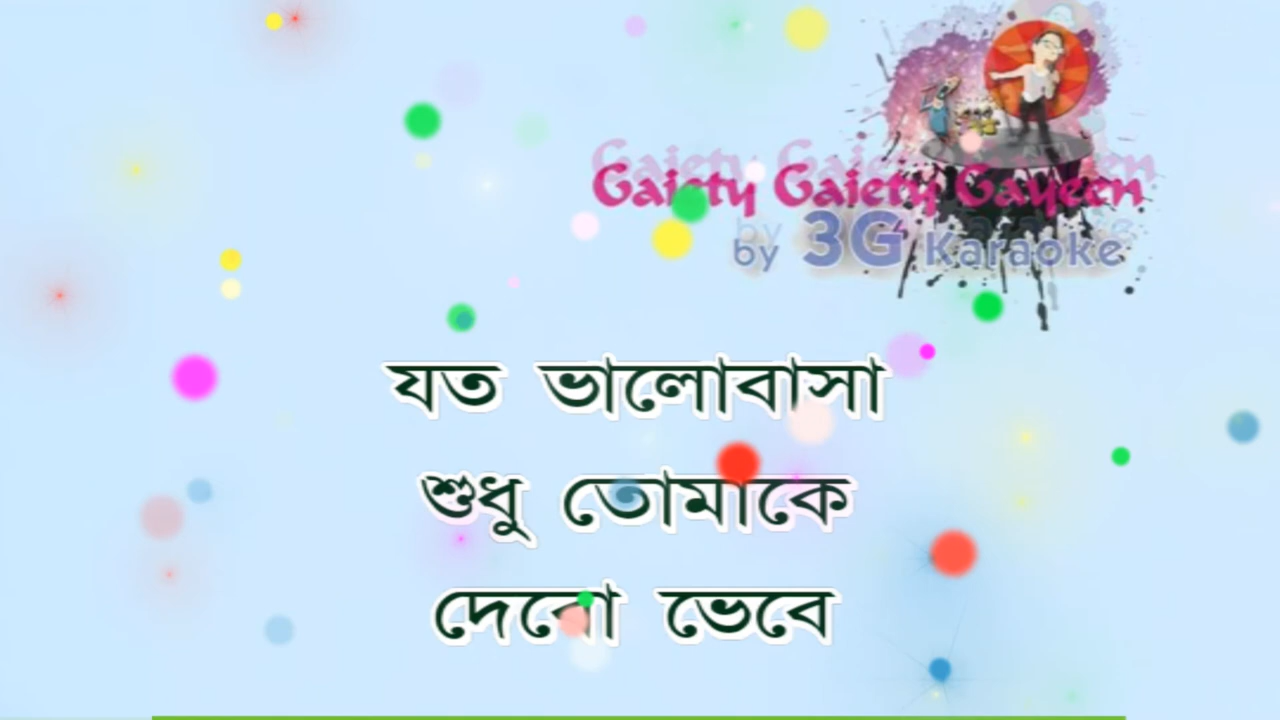 Gaiety Gaiety Gayeen
by 3G Karaoke
যত ভালোবাসা
শুধু তোমাকে
দেবো ভেবে